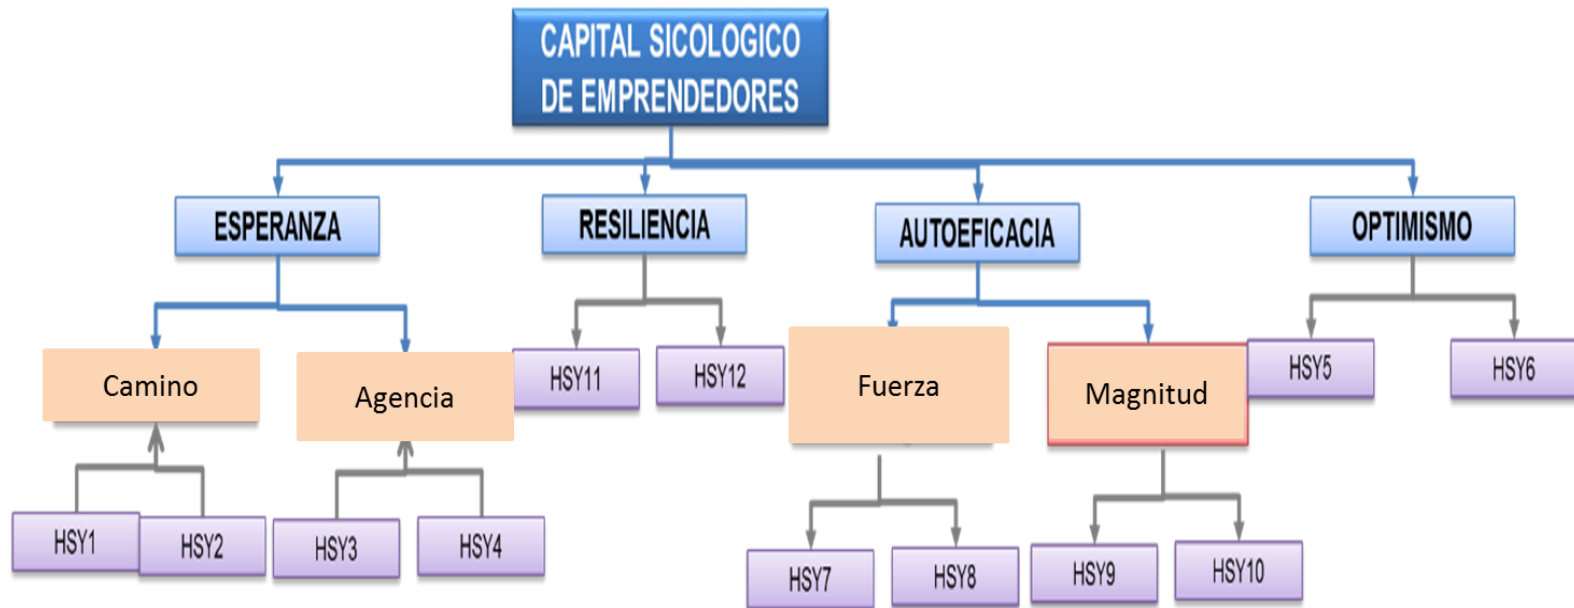 CAPITAL SICOLOGICO
DE EMPRENDEDORES
ESPERANZA
RESILIENCIA
AUTOEFICACIA
OPTIMISMO
Camino
Agencia
HSY11
HSY12
Fuerza
Magnitud
HSY5
HSY6
HSY1
HSY2
HSY3
HSY4
HSY7
HSY8
HSY9
HSY10